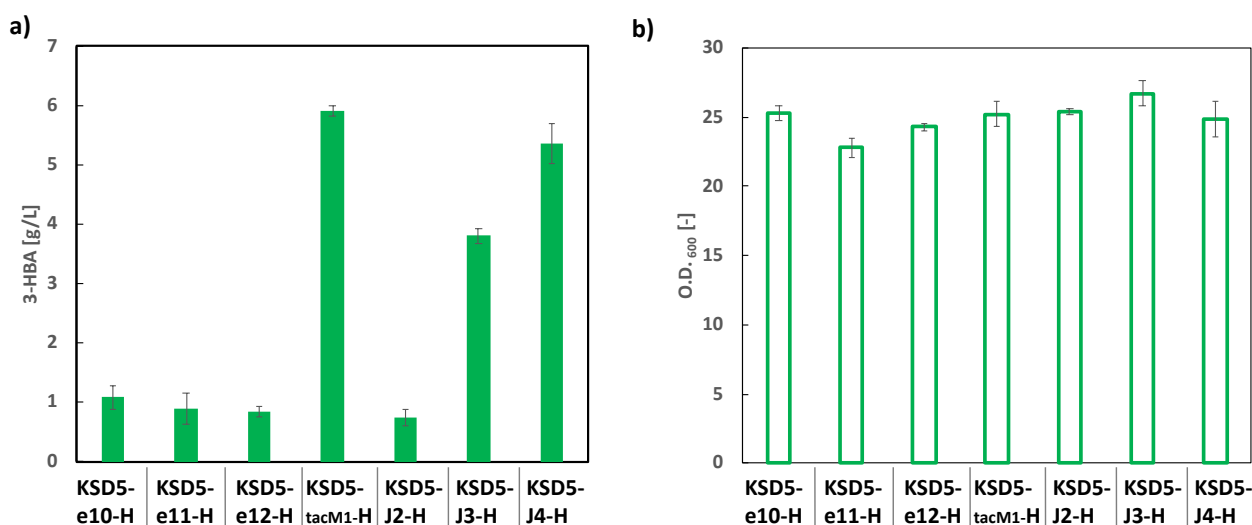 a)
3-HBA [g/L]
7
6
5
4
3
2
1
0
KSD5- KSD5- KSD5- KSD5- KSD5- KSD5- KSD5-
e10-H e11-H e12-H tacM1-H J2-H J3-H J4-H
b)
O.D. 600 [-]
30
25
20
15
10
5
0
KSD5- KSD5- KSD5- KSD5- KSD5- KSD5- KSD5-
e10-H e11-H e12-H tacM1-H J2-H J3-H J4-H